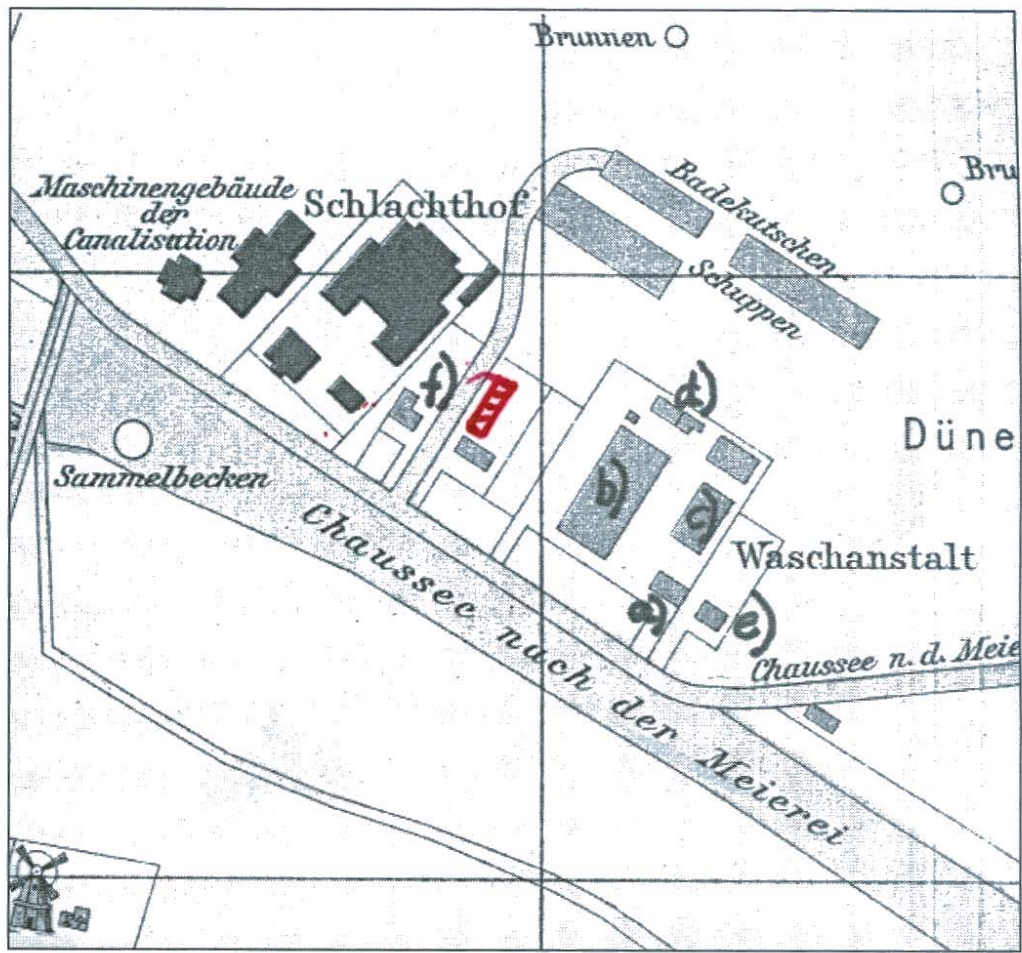 Brunnen
Bru
Maschinengebäude
der
Canalisation
Schlachthof
Badekutschen
Schuppen
f)
d)
Düne
Sammelbecken
b)
c)
Waschanstalt
a)
e)
Chaussee nach der Meierei
Chaussee n. d. Meie